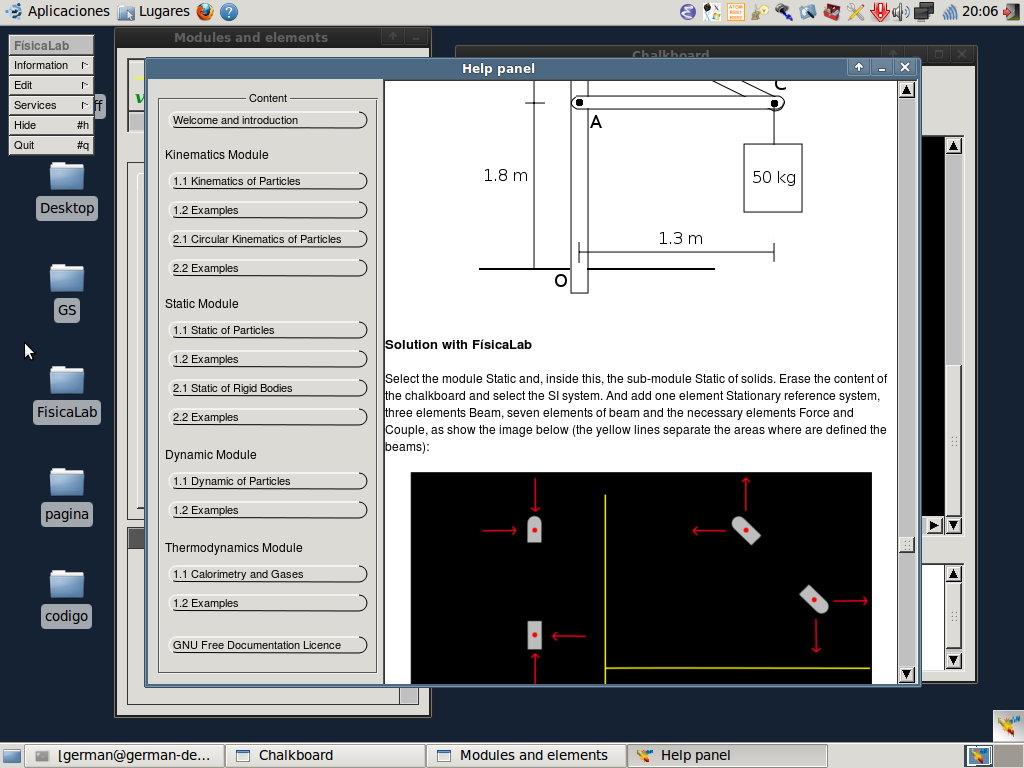 Aplicaciones
Lugares
20:06
FísicaLab
Information
Edit
Services
Hide #h
Quit #q
ff
Desktop
GS
FisicaLab
pagina
codigo
Modules and elements
Chalkboard
Help panel
Content
Welcome and introduction
Kinematics Module
1.1 Kinematics of Particles
1.2 Examples
2.1 Circular Kinematics of Particles
2.2 Examples
Static Module
1.1 Static of Particles
1.2 Examples
2.1 Static of Rigid Bodies
2.2 Examples
Dynamic Module
1.1 Dynamic of Particles
1.2 Examples
Thermodynamics Module
1.1 Calorimetry and Gases
1.2 Examples
GNU Free Documentation Licence
C
A
1.8 m
50 kg
1.3 m
O
Solution with FísicaLab
Select the module Static and, inside this, the sub-module Static of solids. Erase the content of
the chalkboard and select the SI system. And add one element Stationary reference system,
three elements Beam, seven elements of beam and the necessary elements Force and
Couple, as show the image below (the yellow lines separate the areas where are defined the
beams):
[german@german-de...
Chalkboard
Modules and elements
Help panel